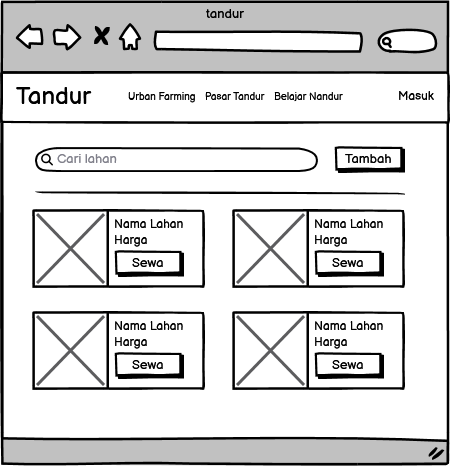 tandur
Tandur
Urban Farming Pasar Tandur Belajar Nandur
Masuk
Cari lahan
Tambah
Nama Lahan
Harga
Sewa
Nama Lahan
Harga
Sewa
Nama Lahan
Harga
Sewa
Nama Lahan
Harga
Sewa